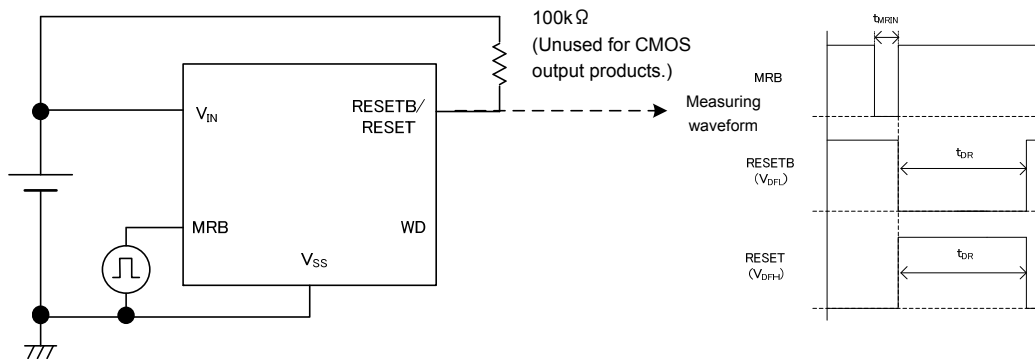 100kΩ
(Unused for CMOS
output products.)
VIN
RESETB/
RESET
Measuring
waveform
MRB
WD
VSS
tMRIN
MRB
RESETB
(VDFL)
tDR
RESET
(VDFH)
tDR